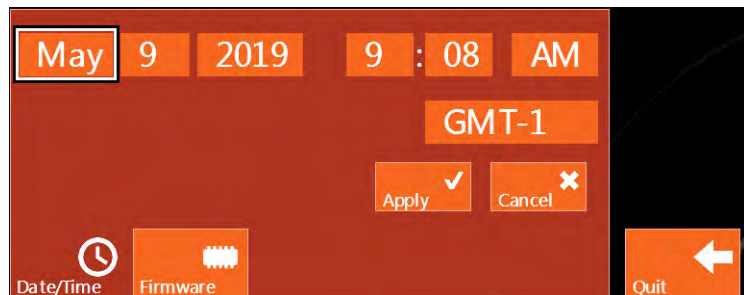 May 9 2019 9 : 08 AM
GMT-1
Apply Cancel
Date/Time Firmware Quit